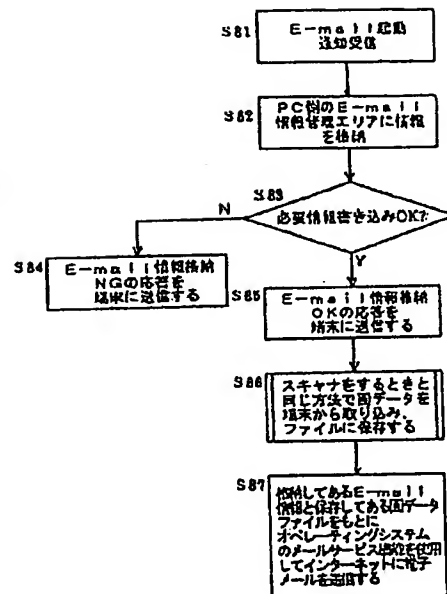 S81
E-mail起動
通知受信
S82
PC側のE-mail
情報管理エリアに情報
を格納
S83
必要情報書き込みOK?
N
Y
S84
E-mail情報格納
NGの応答を
端末に送信する
S85
E-mail情報格納
OKの応答を
端末に送信する
S86
スキャナをするときと
同じ方法で画データを
端末から取り込み、
ファイルに保存する
S87
格納してあるE-mail
情報と保存してある画データ
ファイルをもとに
オペレーティングシステム
のメールサービス機能を使用
してインターネットに電子
メールを送信する